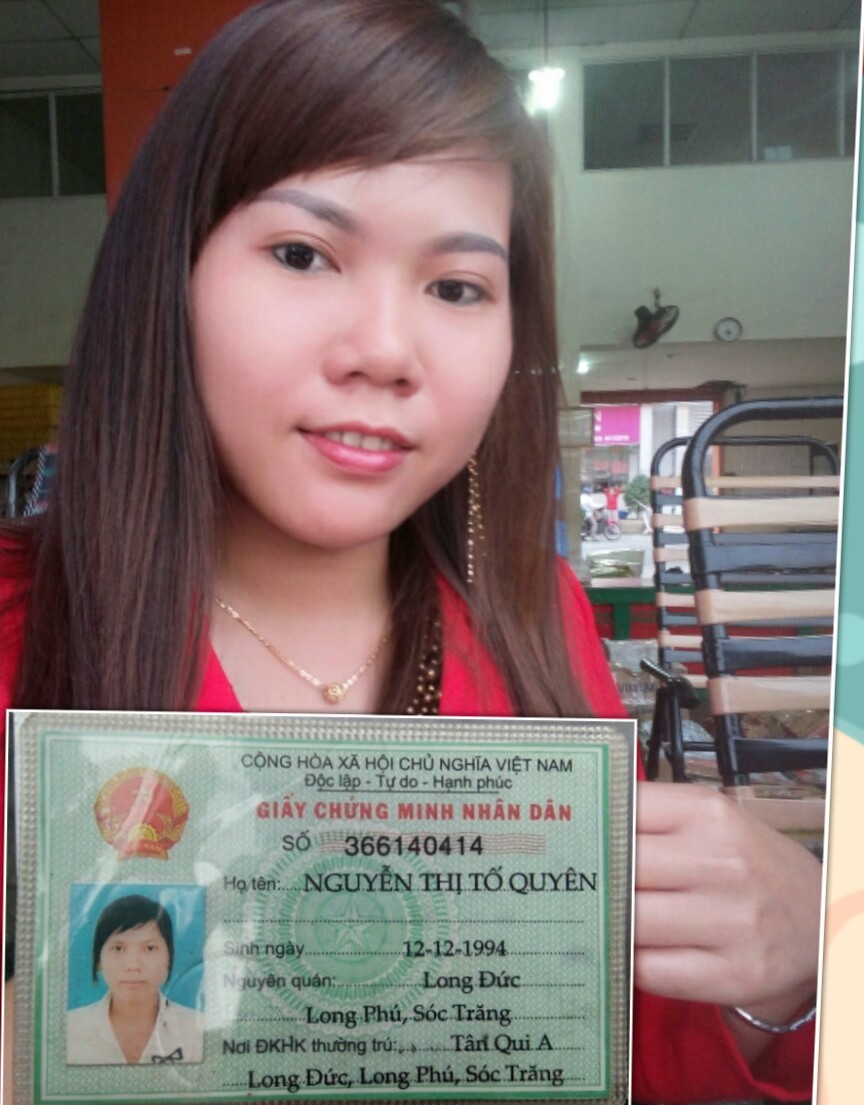 CỘNG HÒA XÃ HỘI CHỦ NGHĨA VIỆT NAM
Độc lập - Tự do - Hạnh phúc
GIẤY CHỨNG MINH NHÂN DÂN
SỐ 366140414
Họ tên: NGUYỄN THỊ TỐ QUYÊN
Sinh ngày 12-12-1994
Nguyên quán: Long Đức
Long Phú, Sóc Trăng
Nơi ĐKHK thường trú: Tân Qui A
Long Đức, Long Phú, Sóc Trăng